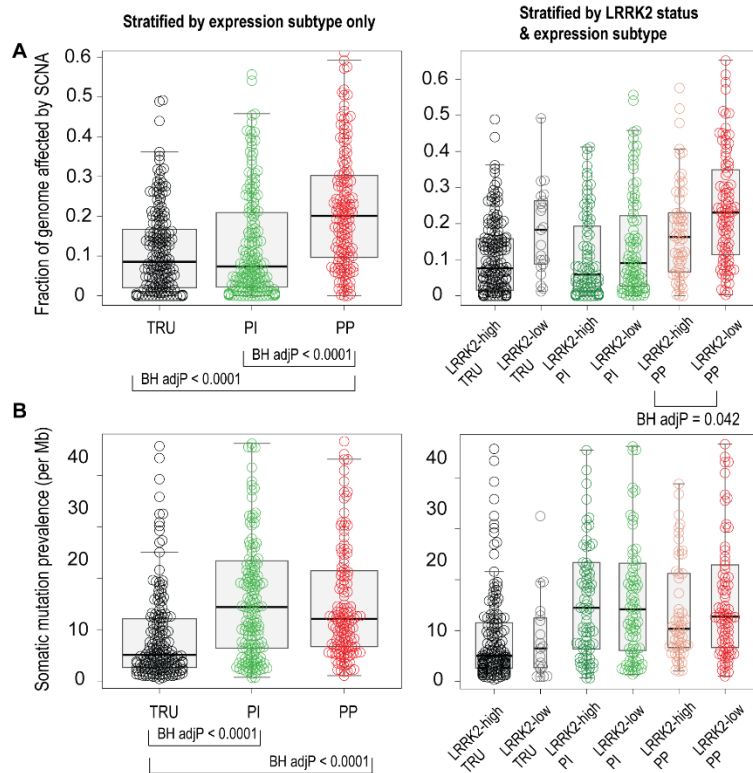 Stratified by expression subtype only
Stratified by LRRK2 status
& expression subtype
A
Fraction of genome affected by SCNA
0.6
0.5
0.4
0.3
0.2
0.1
0
TRU
PI
PP
BH adjP < 0.0001
BH adjP < 0.0001
0.6
0.5
0.4
0.3
0.2
0.1
0
LRRK2-high
TRU
LRRK2-low
TRU
LRRK2-high
PI
LRRK2-low
PI
LRRK2-high
PP
LRRK2-low
PP
BH adjP = 0.042
B
Somatic mutation prevalence (per Mb)
40
20
10
0
TRU
PI
PP
BH adjP < 0.0001
BH adjP < 0.0001
40
20
10
0
LRRK2-high
TRU
LRRK2-low
TRU
LRRK2-high
PI
LRRK2-low
PI
LRRK2-high
PP
LRRK2-low
PP